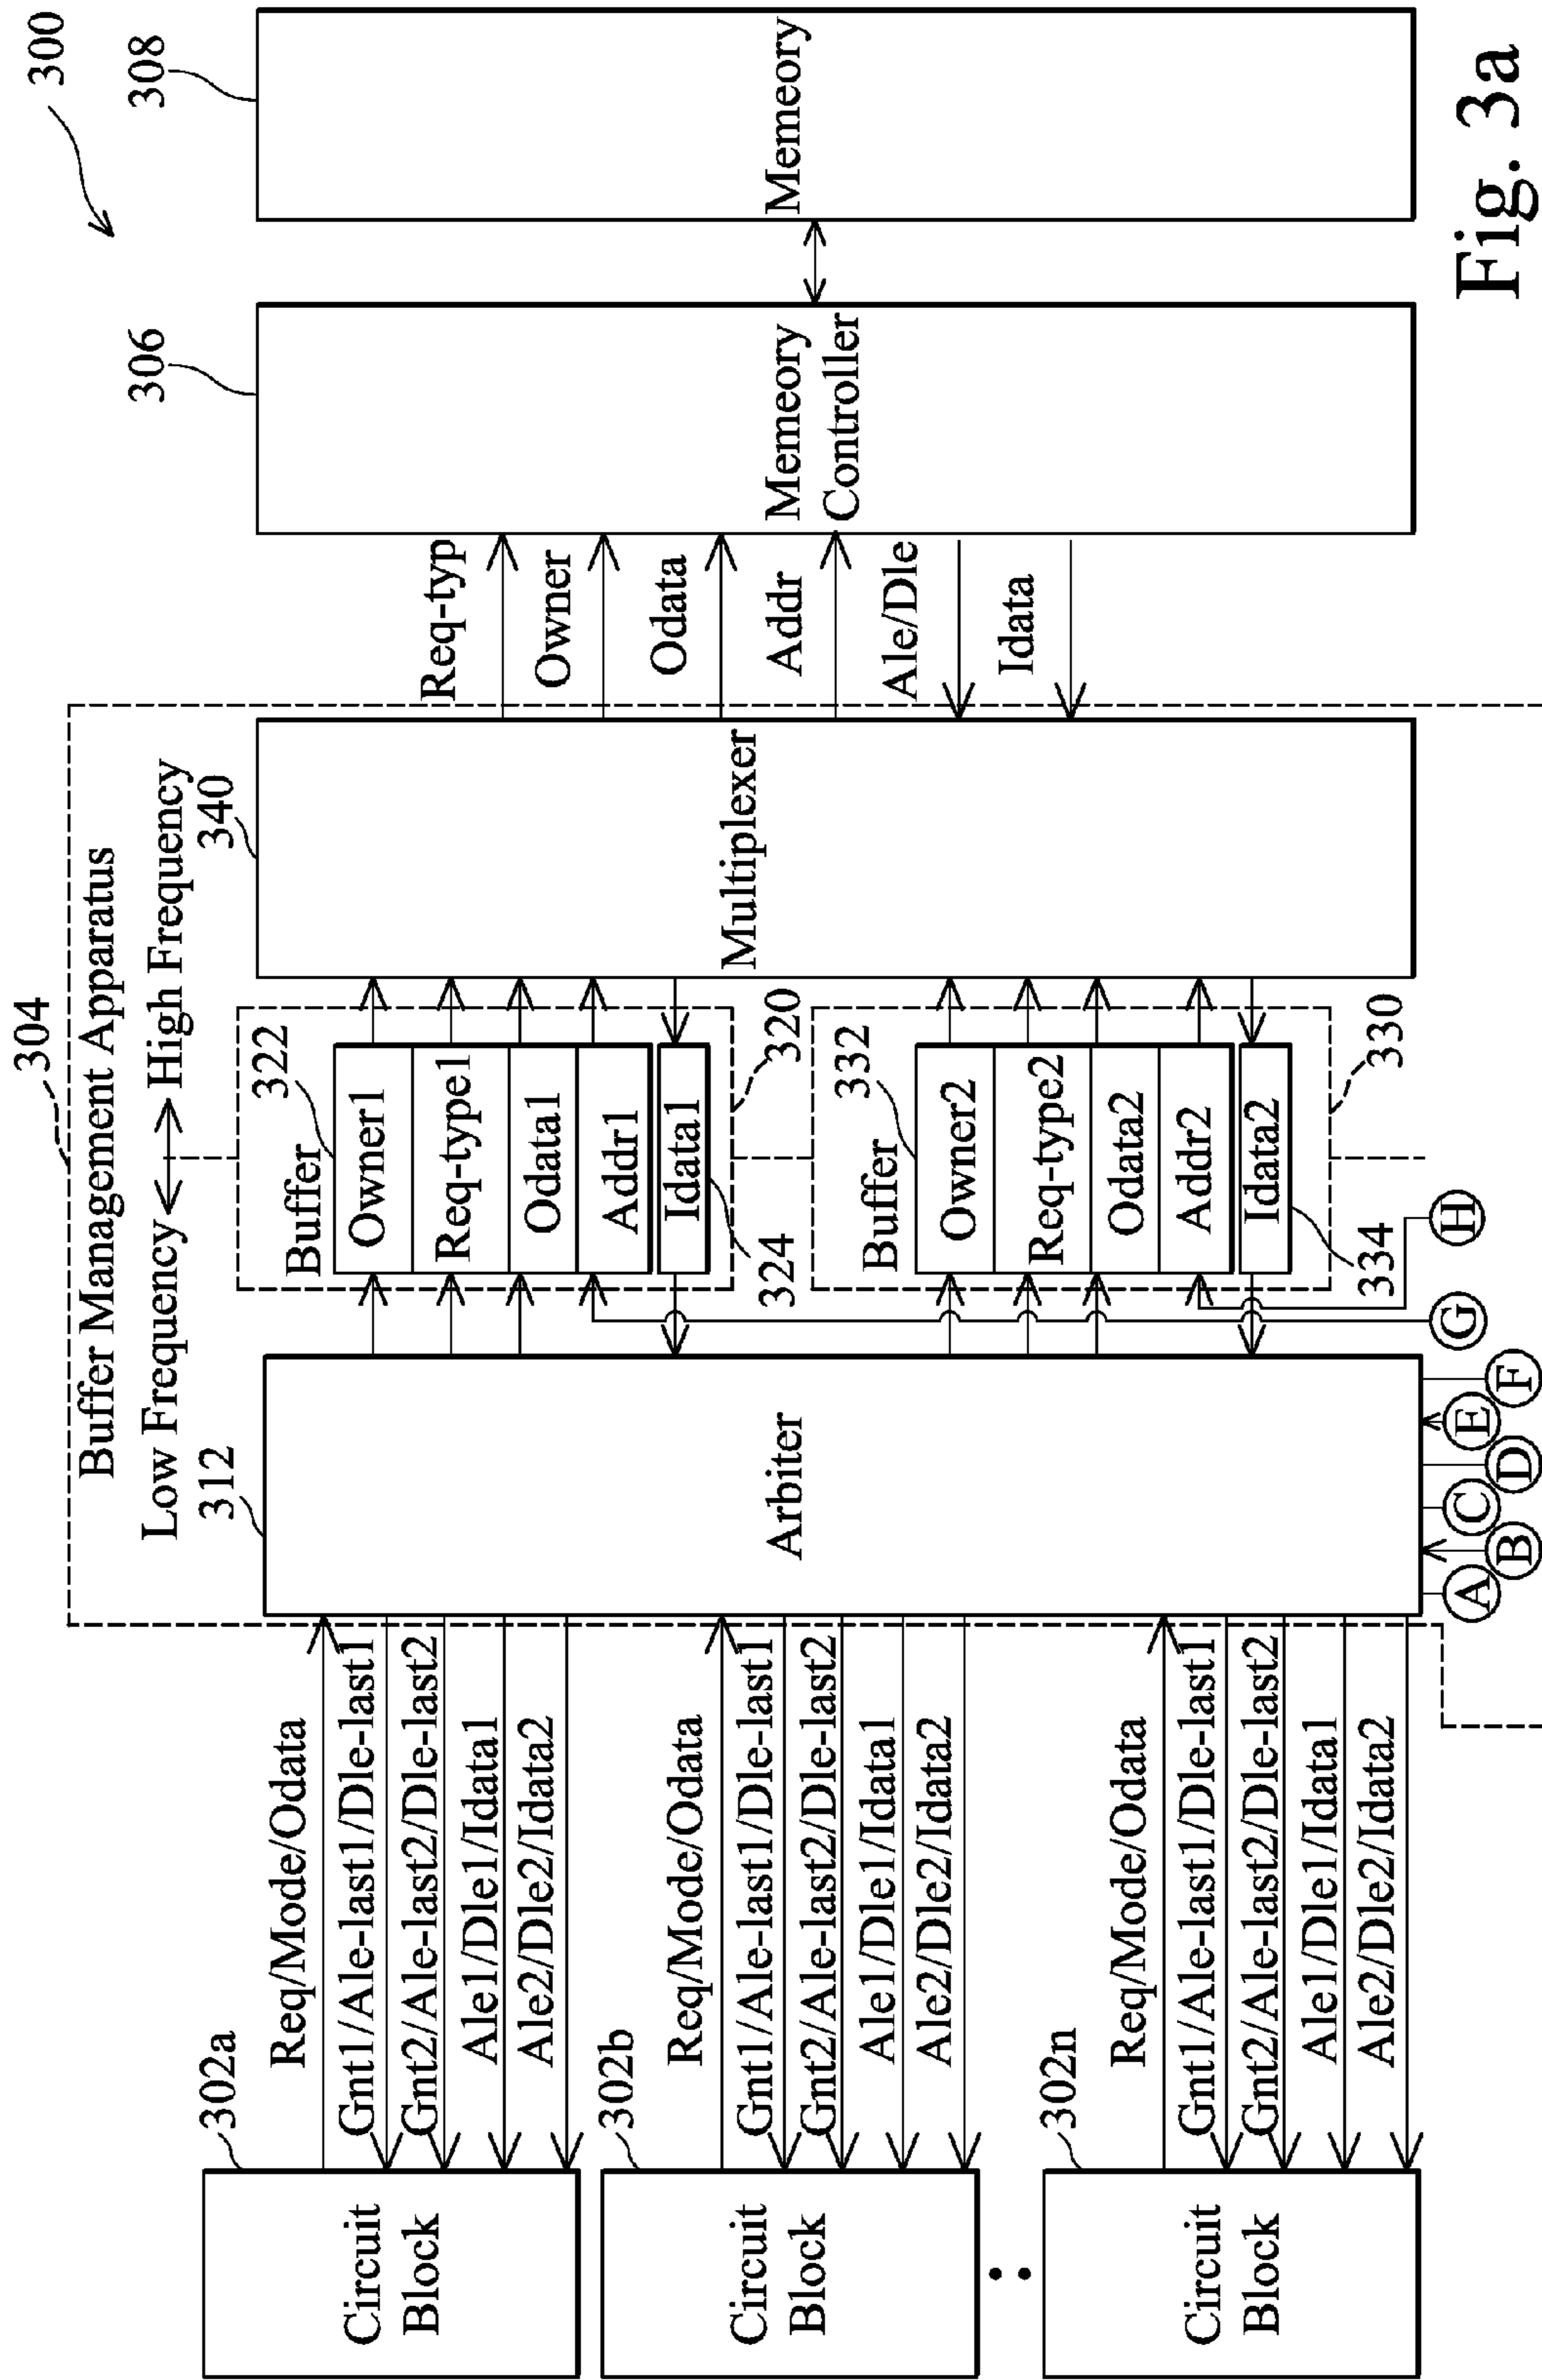 300
304
Buffer Management Apparatus
Low Frequency
High Frequency
302a
Circuit
Block
Req/Mode/Odata
Gnt1/Ale-last1/Dle-last1
Gnt2/Ale-last2/Dle-last2
Ale1/Dle1/Idata1
Ale2/Dle2/Idata2
302b
Circuit
Block
Req/Mode/Odata
Gnt1/Ale-last1/Dle-last1
Gnt2/Ale-last2/Dle-last2
Ale1/Dle1/Idata1
Ale2/Dle2/Idata2
302n
Circuit
Block
Req/Mode/Odata
Gnt1/Ale-last1/Dle-last1
Gnt2/Ale-last2/Dle-last2
Ale1/Dle1/Idata1
Ale2/Dle2/Idata2
312
Arbiter
A
B
C
D
E
F
G
H
Buffer
322
Owner1
Req-type1
Odata1
Addr1
Idata1
324
320
Buffer
332
Owner2
Req-type2
Odata2
Addr2
Idata2
334
330
340
Multiplexer
Req-typ
Owner
Odata
Addr
Ale/Dle
Idata
306
Memeory
Controller
308
Memeory
Fig. 3a